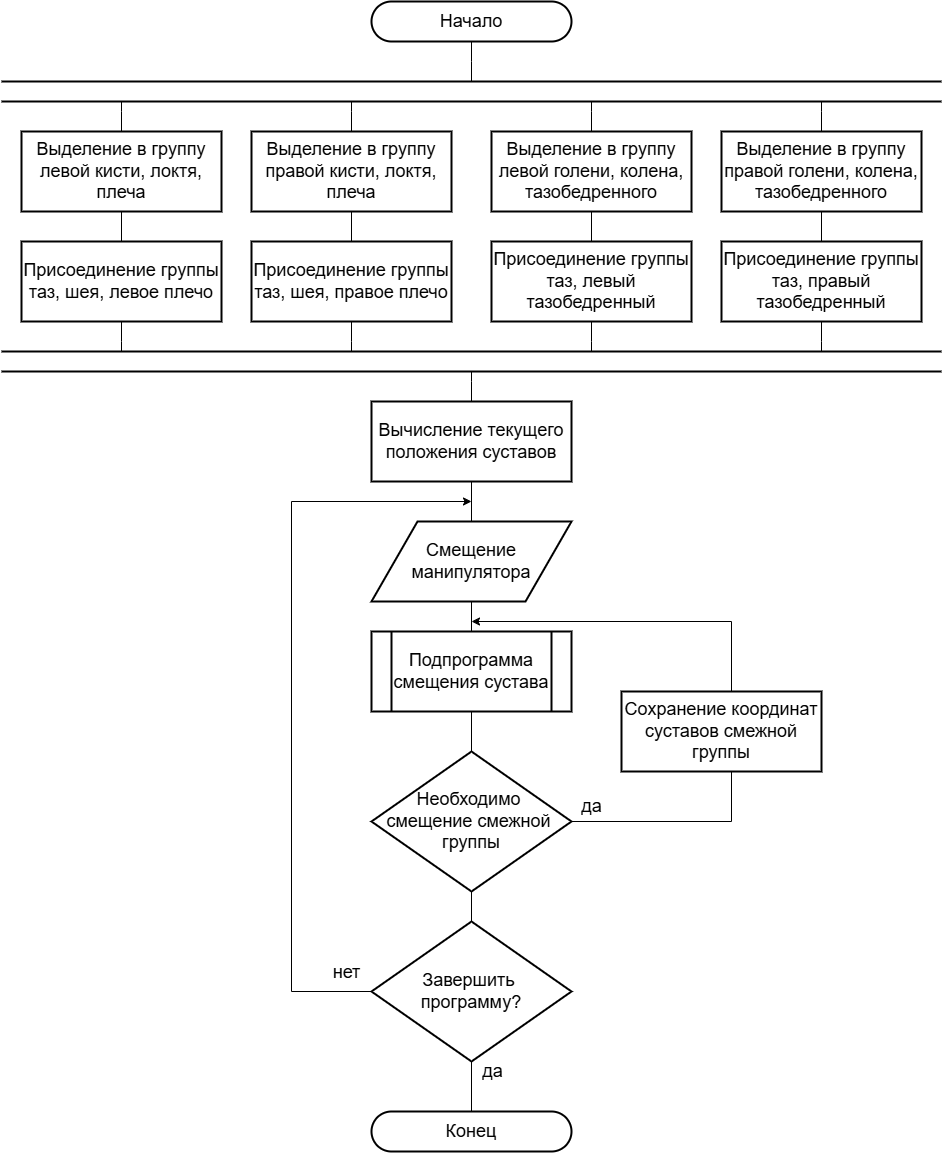 Начало
Выделение в группу
левой кисти, локтя,
плеча
Выделение в группу
правой кисти, локтя,
плеча
Выделение в группу
левой голени, колена,
тазобедренного
Выделение в группу
правой голени, колена,
тазобедренного
Присоединение группы
таз, шея, левое плечо
Присоединение группы
таз, шея, правое плечо
Присоединение группы
таз, левый
тазобедренный
Присоединение группы
таз, правый
тазобедренный
Вычисление текущего
положения суставов
Смещение
манипулятора
Подпрограмма
смещения сустава
Сохранение координат
суставов смежной
группы
Необходимо
смещение смежной
группы
да
нет
Завершить
программу?
да
Конец